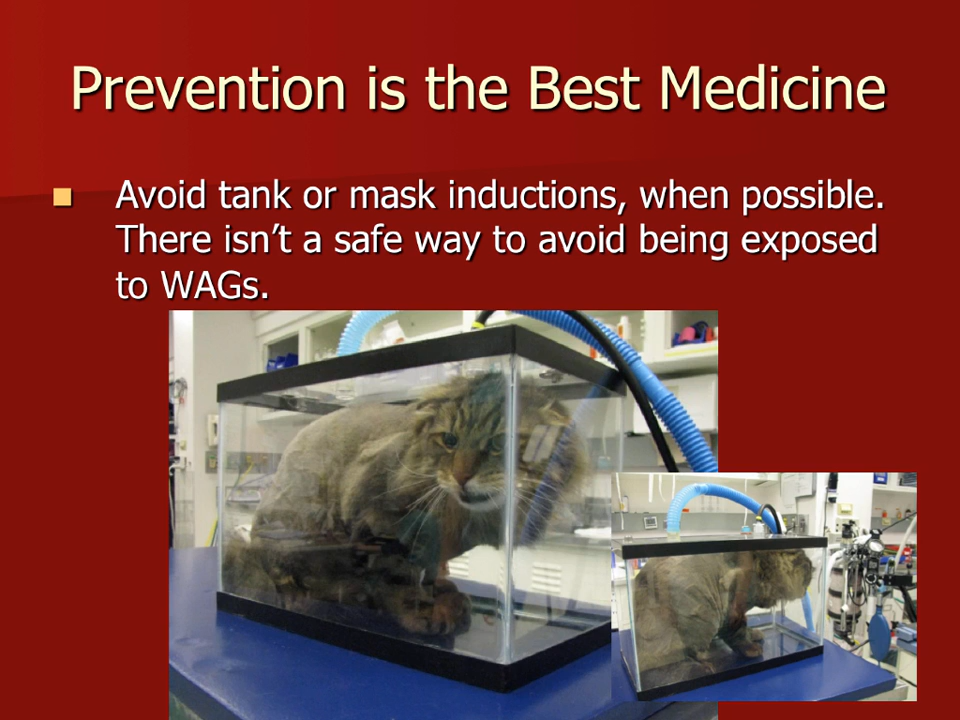 Prevention is the Best Medicine
Avoid tank or mask inductions, when possible.
There isn’t a safe way to avoid being exposed
to WAGs.